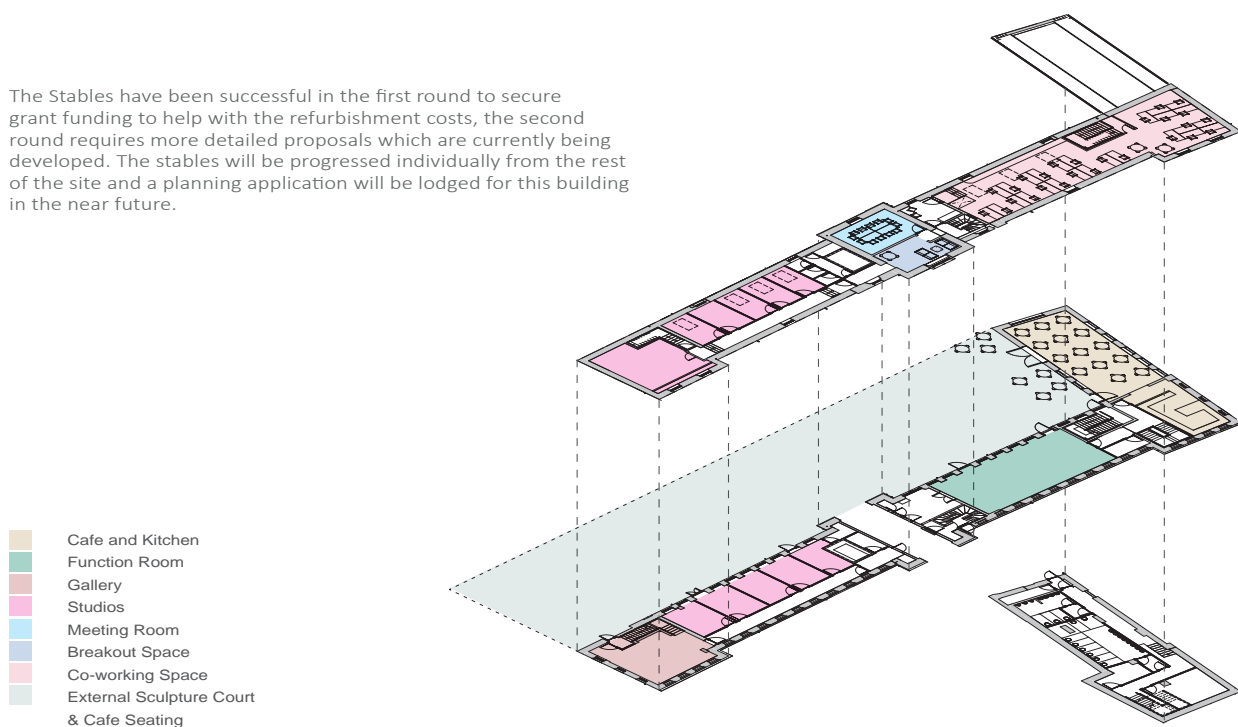 The Stables have been successful in the first round to secure
grant funding to help with the refurbishment costs, the second
round requires more detailed proposals which are currently being
developed. The stables will be progressed individually from the rest
of the site and a planning application will be lodged for this building
in the near future.
Cafe and Kitchen
Function Room
Gallery
Studios
Meeting Room
Breakout Space
Co-working Space
External Sculpture Court
& Cafe Seating